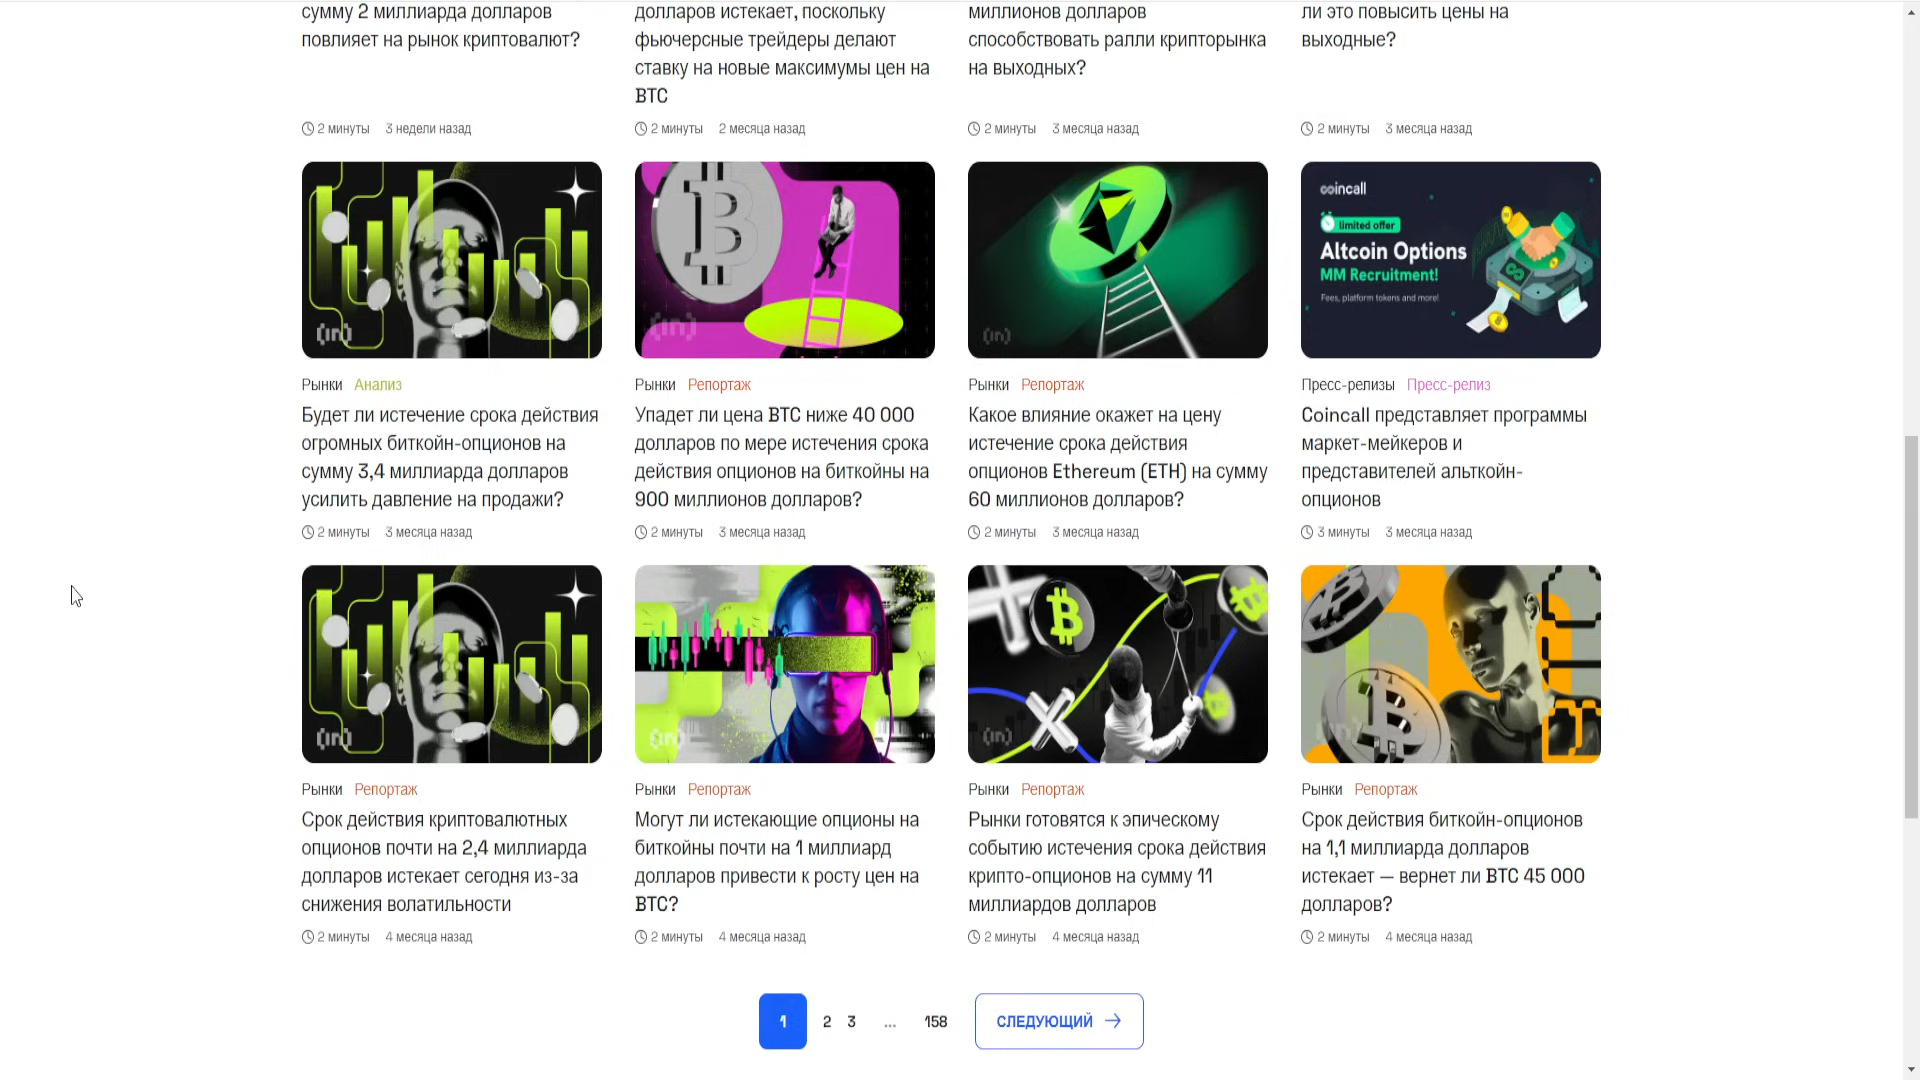 сумму 2 миллиарда долларов
повлияет на рынок криптовалют?
2 минуты 3 недели назад
долларов истекает, поскольку
фьючерсные трейдеры делают
ставку на новые максимумы цен на
BTC
2 минуты 2 месяца назад
миллионов долларов
способствовать ралли крипторынка
на выходных?
2 минуты 3 месяца назад
ли это повысить цены на
выходные?
2 минуты 3 месяца назад
(in)
Рынки Анализ
Будет ли истечение срока действия
огромных биткойн-опционов на
сумму 3,4 миллиарда долларов
усилить давление на продажи?
2 минуты 3 месяца назад
(in)
Рынки Репортаж
Упадет ли цена BTC ниже 40 000
долларов по мере истечения срока
действия опционов на биткойны на
900 миллионов долларов?
2 минуты 3 месяца назад
(in)
Рынки Репортаж
Какое влияние окажет на цену
истечение срока действия
опционов Ethereum (ETH) на сумму
60 миллионов долларов?
2 минуты 3 месяца назад
coincall
limited offer
Altcoin Options
MM Recruitment!
Fees, platform tokens and more!
Пресс-релизы Пресс-релиз
Coincall представляет программы
маркет-мейкеров и
представителей альткойн-
опционов
3 минуты 3 месяца назад
(in)
Рынки Репортаж
Срок действия криптовалютных
опционов почти на 2,4 миллиарда
долларов истекает сегодня из-за
снижения волатильности
2 минуты 4 месяца назад
(in)
Рынки Репортаж
Могут ли истекающие опционы на
биткойны почти на 1 миллиард
долларов привести к росту цен на
BTC?
2 минуты 4 месяца назад
(in)
Рынки Репортаж
Рынки готовятся к эпическому
событию истечения срока действия
крипто-опционов на сумму 11
миллиардов долларов
2 минуты 4 месяца назад
(in)
Рынки Репортаж
Срок действия биткойн-опционов
на 1,1 миллиарда долларов
истекает — вернет ли BTC 45 000
долларов?
2 минуты 4 месяца назад
1 2 3 ... 158 СЛЕДУЮЩИЙ →